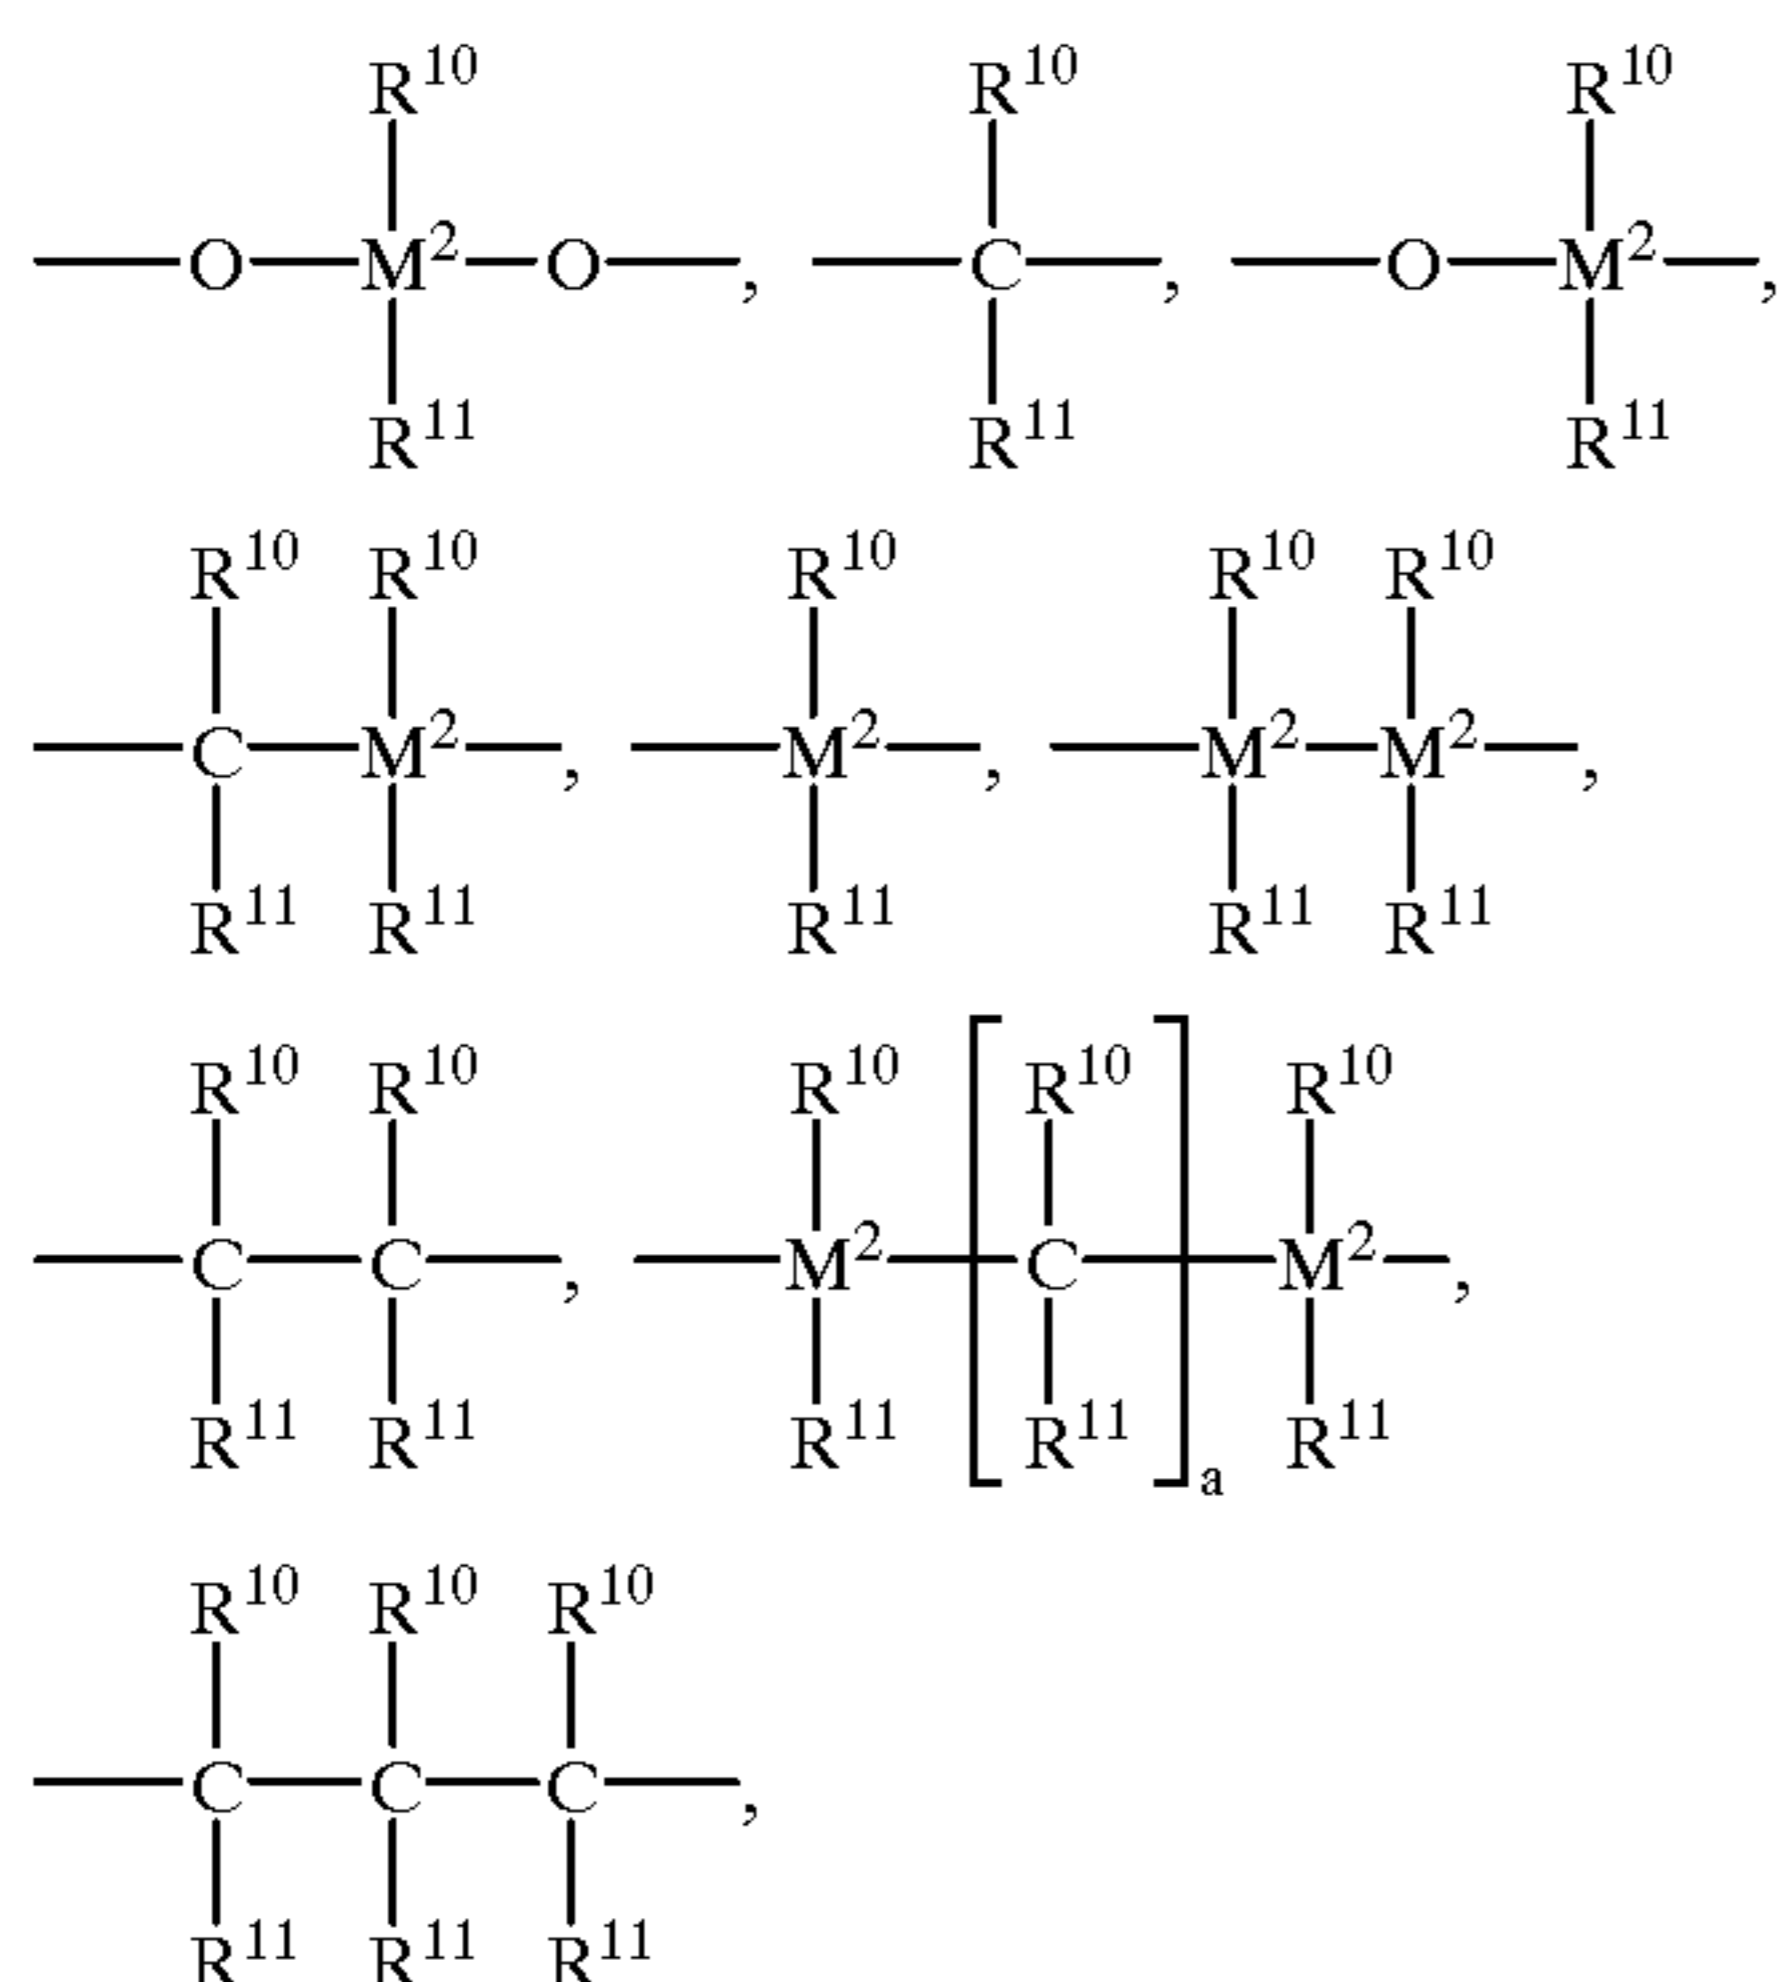 R10 R10 R10
—O—M2—O—, —C—, —O—M2—,
R11 R11 R11
R10 R10 R10 R10 R10
—C—M2—, —M2—, —M2—M2—,
R11 R11 R11 R11 R11
R10 R10 R10 R10 R10
—C—C—, —M2—[C]—M2—,
R11 R11 R11 R11 R11
a
R10 R10 R10
—C—C—C—,
R11 R11 R11